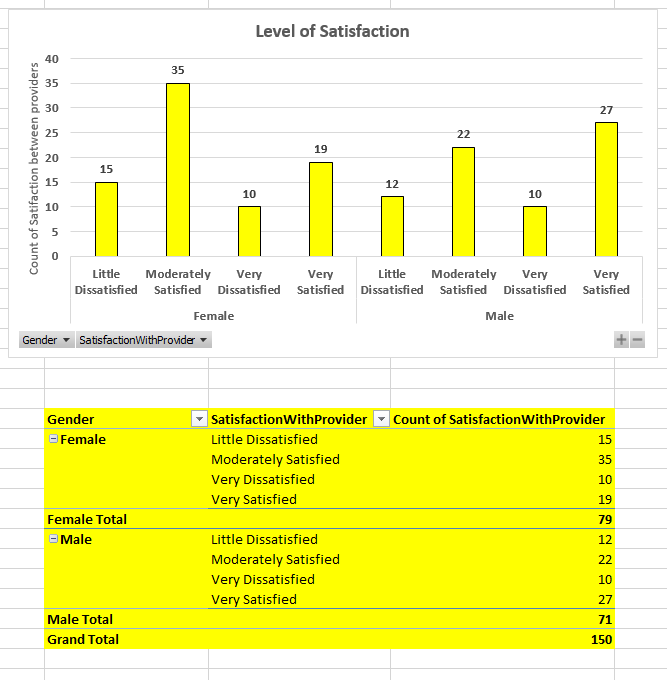 Level of Satisfaction
Count of Satifaction between providers
40
35
30
25
20
15
10
5
0
15 35 10 19 12 22 10 27
Little Dissatisfied Moderately Satisfied Very Dissatisfied Very Satisfied Little Dissatisfied Moderately Satisfied Very Dissatisfied Very Satisfied
Female Male
Gender SatisfactionWithProvider
Gender SatisfactionWithProvider Count of SatisfactionWithProvider
Female Little Dissatisfied 15
Moderately Satisfied 35
Very Dissatisfied 10
Very Satisfied 19
Female Total 79
Male Little Dissatisfied 12
Moderately Satisfied 22
Very Dissatisfied 10
Very Satisfied 27
Male Total 71
Grand Total 150